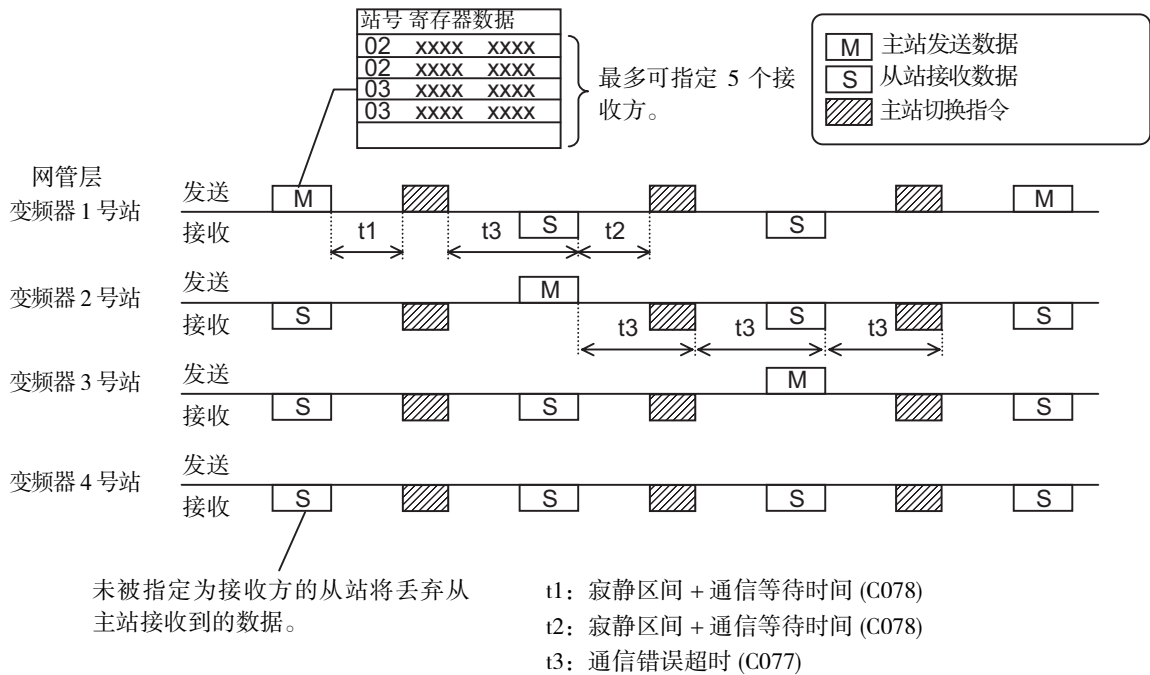 站号 寄存器数据
02 xxxx xxxx
02 xxxx xxxx
03 xxxx xxxx
03 xxxx xxxx
最多可指定 5 个接
收方。
M 主站发送数据
S 从站接收数据
主站切换指令
网管层
变频器 1 号站
发送
接收
M
S
S
M
t1
t3
t2
变频器 2 号站
发送
接收
M
S
S
S
t3
t3
t3
变频器 3 号站
发送
接收
M
S
S
S
变频器 4 号站
发送
接收
S
S
S
S
未被指定为接收方的从站将丢弃从
主站接收到的数据。
t1: 寂静区间 + 通信等待时间 (C078)
t2: 寂静区间 + 通信等待时间 (C078)
t3: 通信错误超时 (C077)